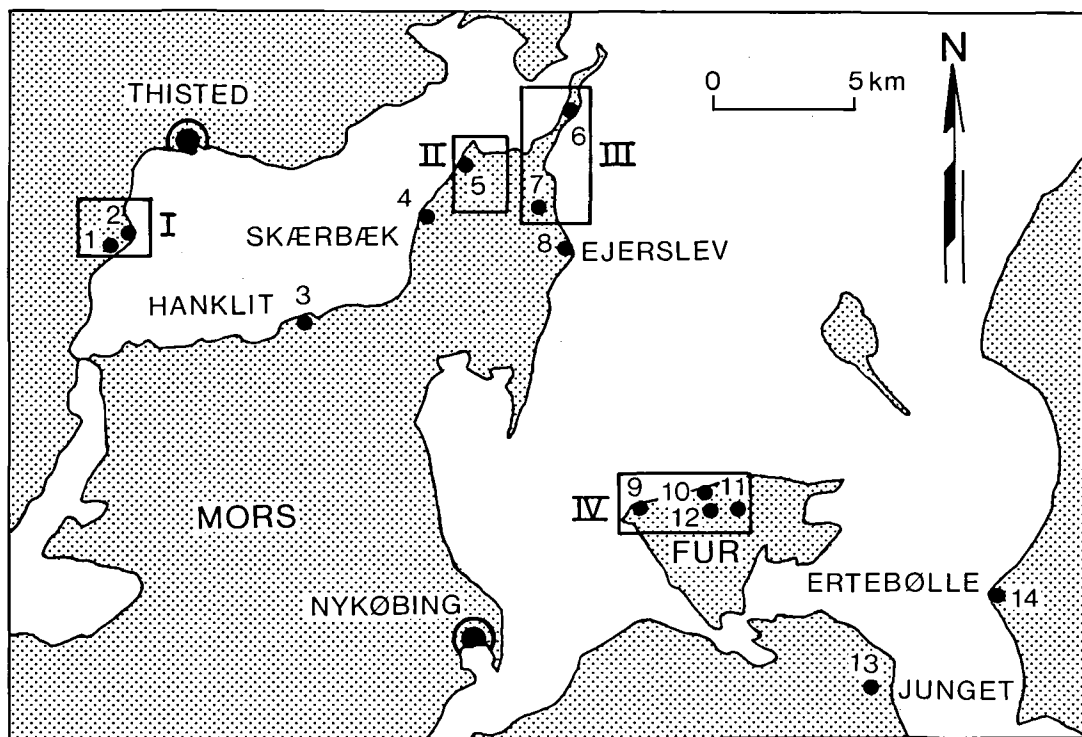 N
THISTED
0 5 km
II
III
6
5
7
I
2
1
4
SKÆRBÆK
8
EJERSLEV
HANKLIT
3
IV
9
10
11
12
MORS
FUR
ERTEBØLLE
14
NYKØBING
13
JUNGET